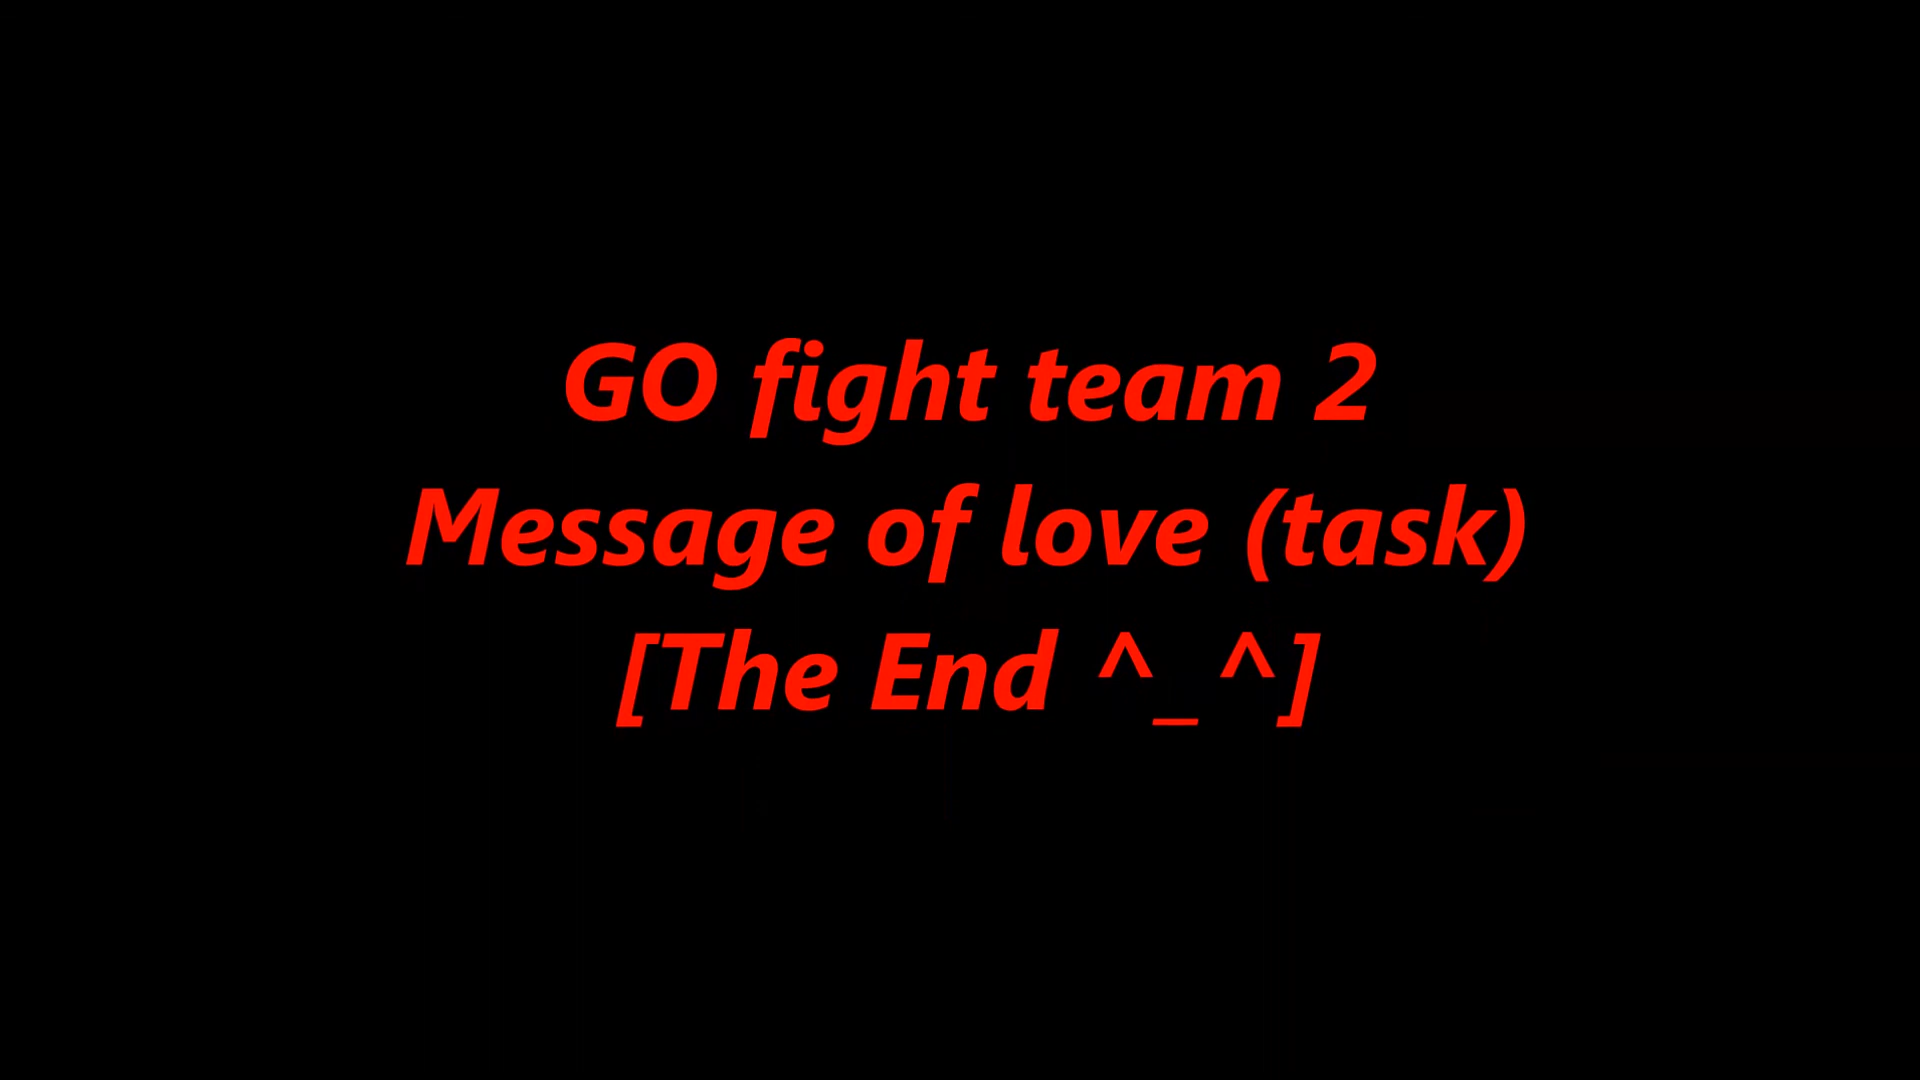 GO fight team 2
Message of love (task)
[The End ^_^]